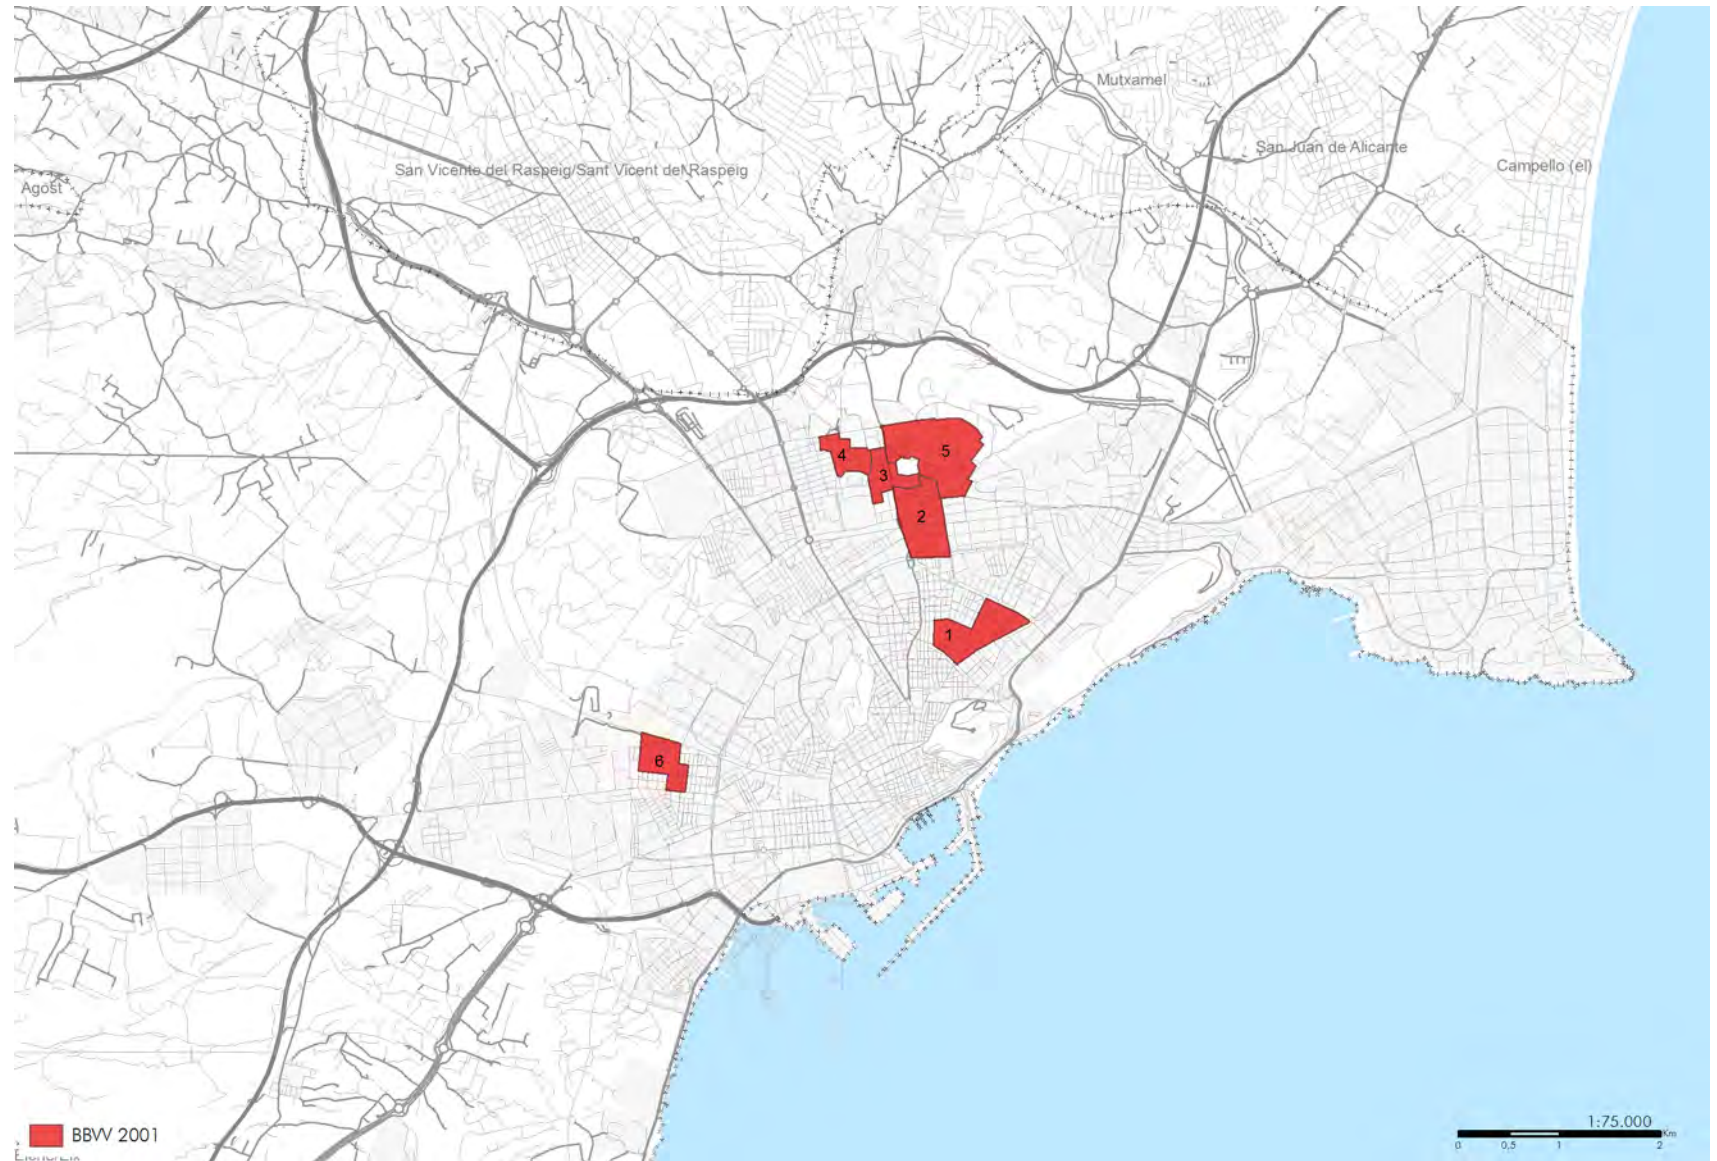 Mutxamel
San Juan de Alicante
San Vicente del Raspeig/Sant Vicent del Raspeig
Campello (el)
Agost
5
4
3
2
1
6
1:75.000
BBVV 2001
Km
0 0,5 1 2